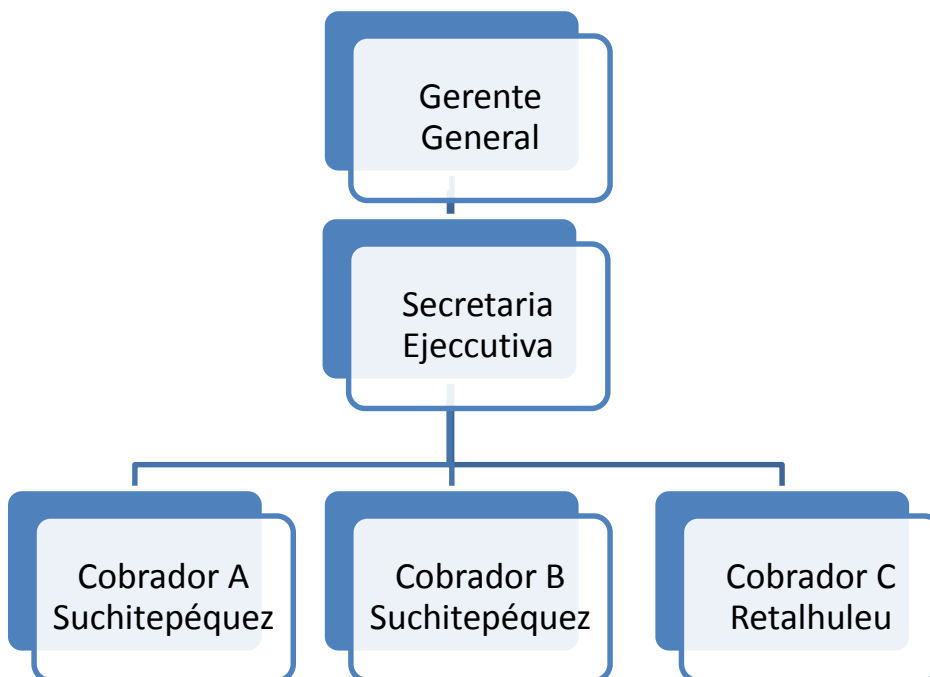 Gerente
General
Secretaria
Ejeccutiva
Cobrador A
Suchitepéquez
Cobrador B
Suchitepéquez
Cobrador C
Retalhuleu